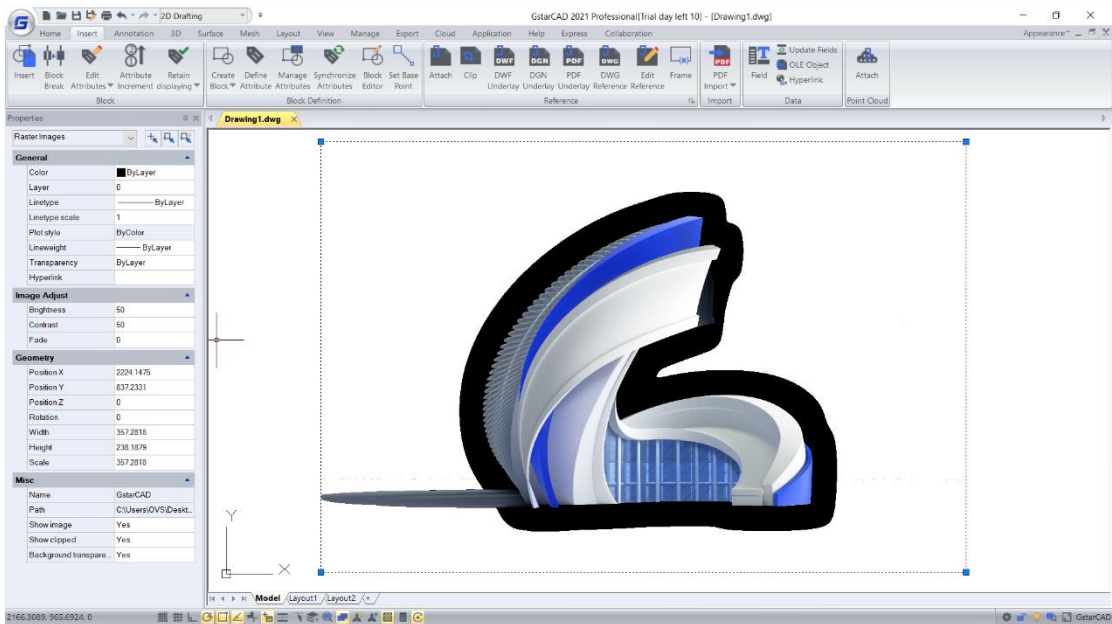 2D Drafting
GstarCAD 2021 Professional[Trial day left 10] - [Drawing1.dwg]
Home Insert Annotation 3D Surface Mesh Layout View Manage Export Cloud Application Help Express Collaboration Appearance
Insert Block Break Edit Attributes Attribute Increment Retain displaying Create Block Define Attribute Manage Attributes Synchronize Attributes Block Editor Set Base Point Attach Clip DWF Underlay DGN Underlay PDF Underlay DWG Reference Edit Reference Frame PDF Import Field Update Fields
OLE Object
Hyperlink
Attach
Block Block Definition Reference Import Data Point Cloud
Properties
Drawing1.dwg
Raster Images
General
Color ByLayer
Layer 0
Linetype ByLayer
Linetype scale 1
Plot style ByColor
Lineweight ByLayer
Transparency ByLayer
Hyperlink
Image Adjust
Brightness 50
Contrast 50
Fade 0
Geometry
Position X 2224.1475
Position Y 837.2331
Position Z 0
Rotation 0
Width 357.2818
Height 238.1879
Scale 357.2818
Misc
Name GstarCAD
Path C:\Users\OVS\Deskt...
Show image Yes
Show clipped Yes
Background transpare... Yes
Y
X
Model Layout1 Layout2 +
2166.3089, 965.6924, 0 GstarCAD